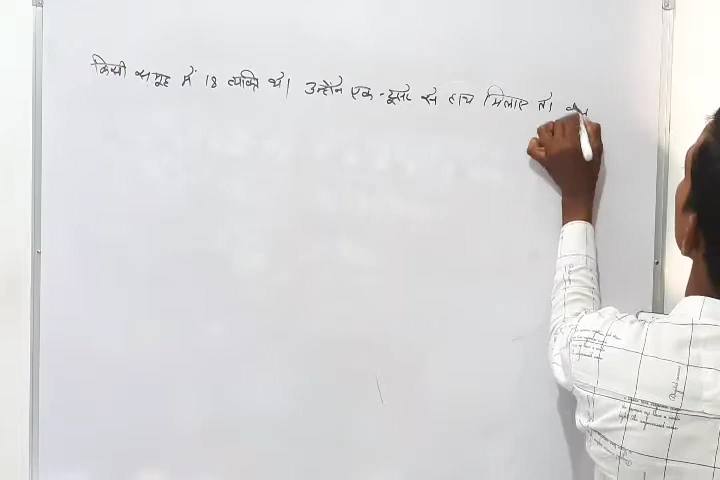 किसी समूह में 18 व्यक्ति थे। उन्होंने एक-दूसरे से हाथ मिलाए तो